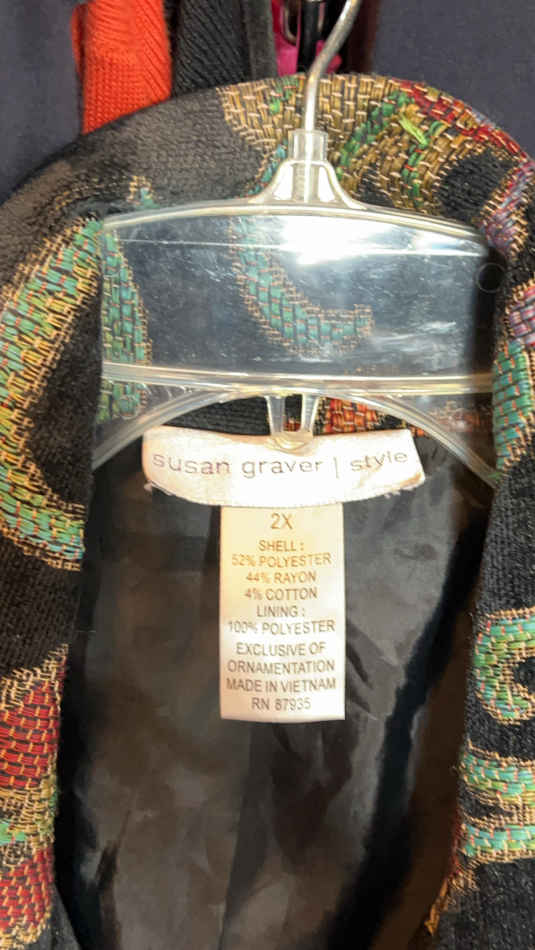 susan graver | style
2X
SHELL :
52% POLYESTER
44% RAYON
4% COTTON
LINING :
100% POLYESTER
EXCLUSIVE OF
ORNAMENTATION
MADE IN VIETNAM
RN 87935